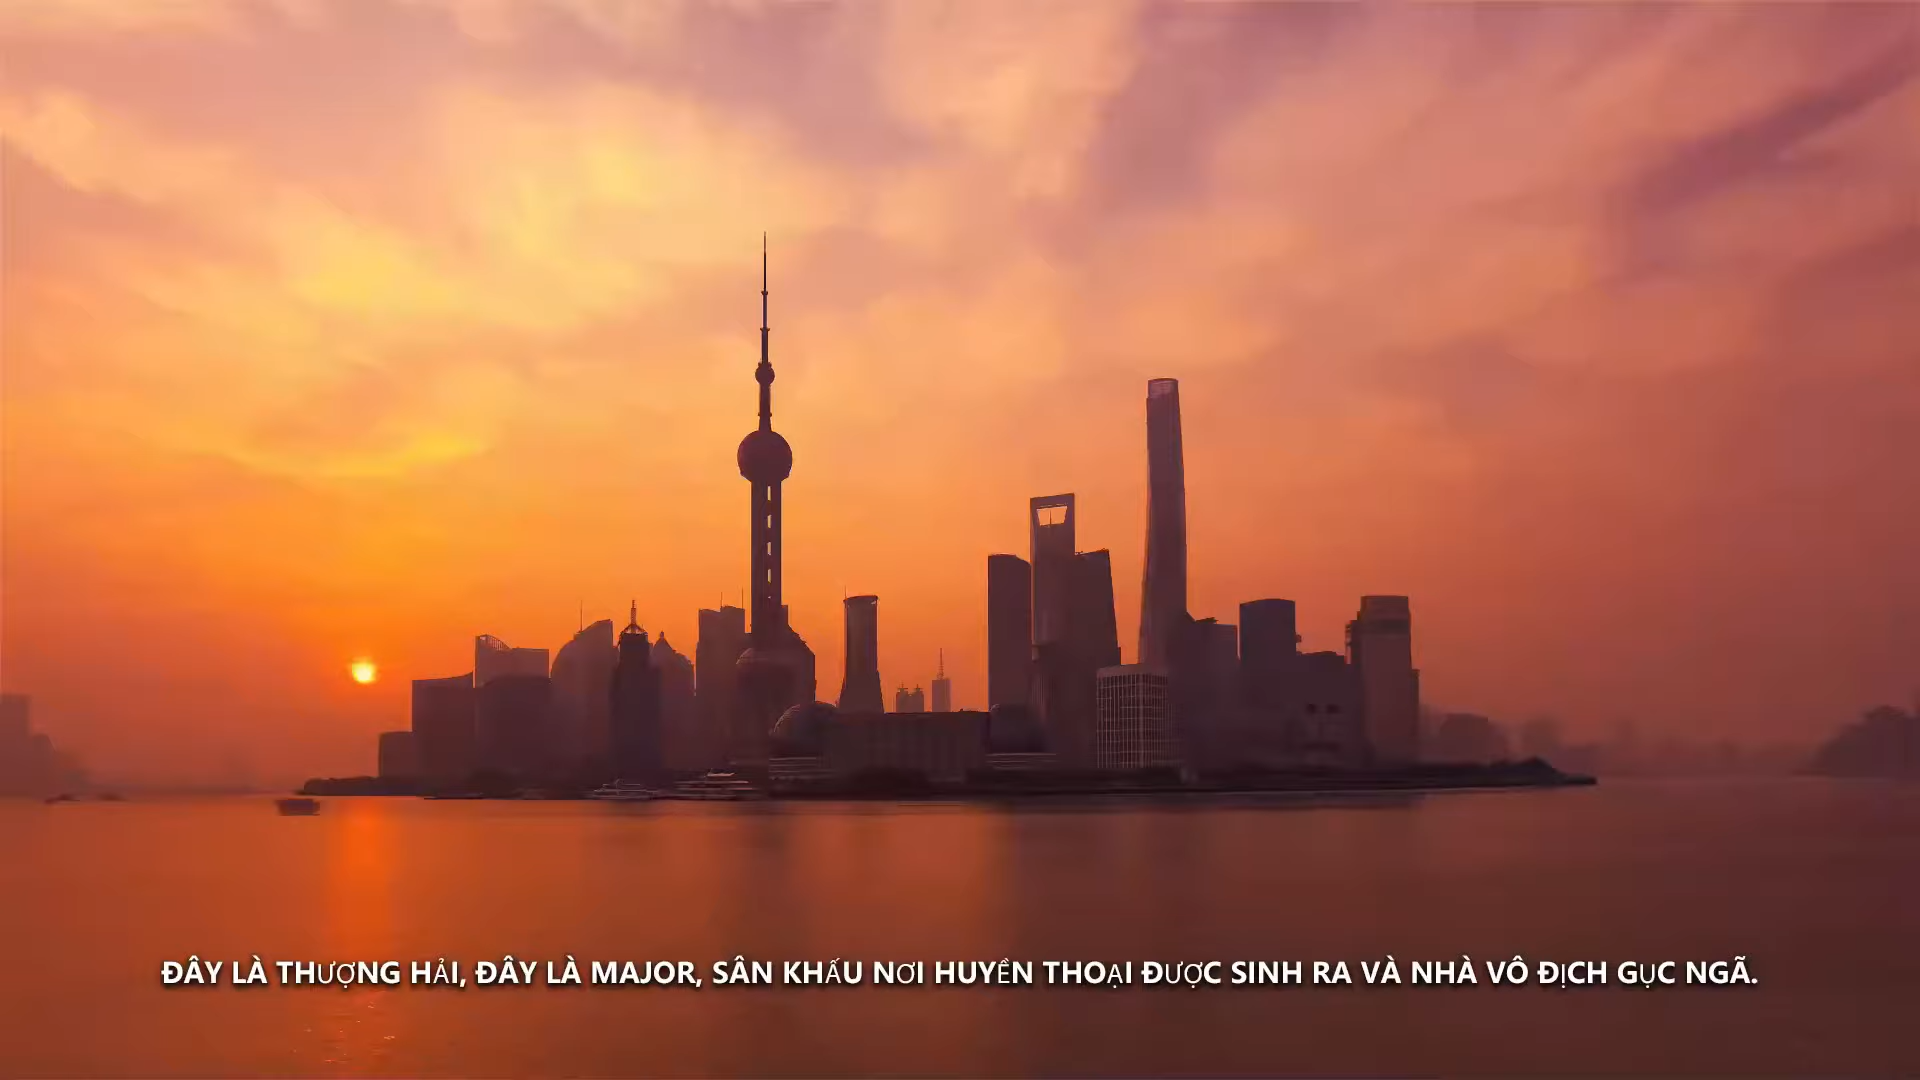 ĐÂY LÀ THƯỢNG HẢI, ĐÂY LÀ MAJOR, SÂN KHẤU NƠI HUYỀN THOẠI ĐƯỢC SINH RA VÀ NHÀ VÔ ĐỊCH GỤC NGÃ.